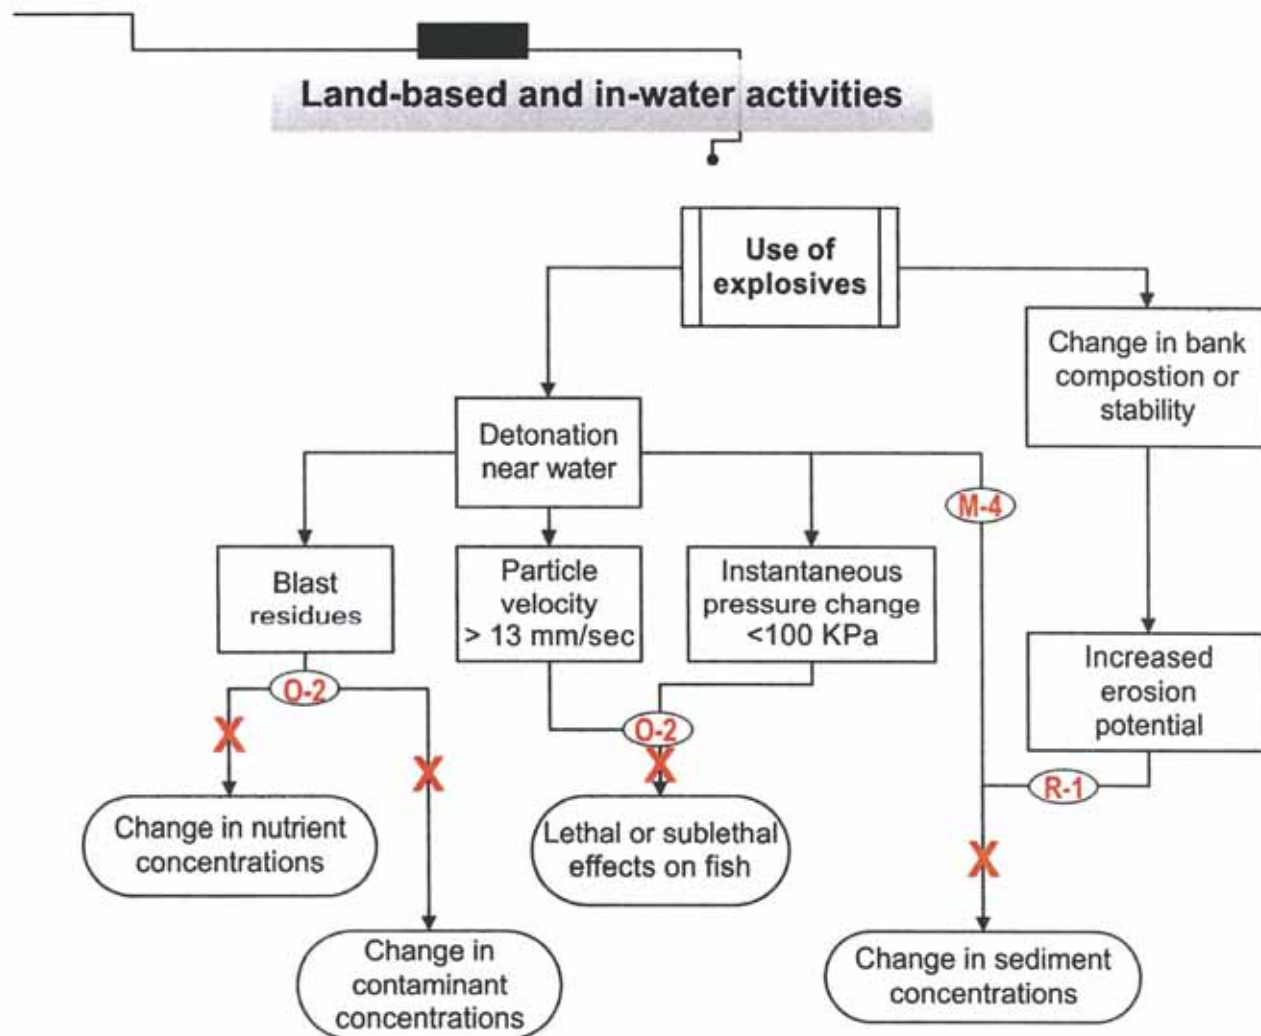 Land-based and in-water activities
Use of
explosives
Change in bank
compostion or
stability
Detonation
near water
M-4
Blast
residues
Particle
velocity
> 13 mm/sec
Instantaneous
pressure change
<100 KPa
Increased
erosion
potential
O-2
O-2
R-1
X
X
X
X
Change in nutrient
concentrations
Lethal or sublethal
effects on fish
Change in
contaminant
concentrations
Change in sediment
concentrations